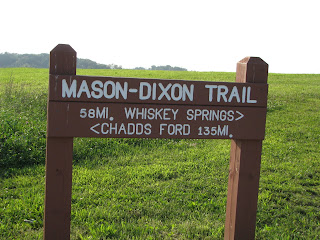 MASON-DIXON TRAIL
58MI. WHISKEY SPRINGS>
<CHADDS FORD 135MI.